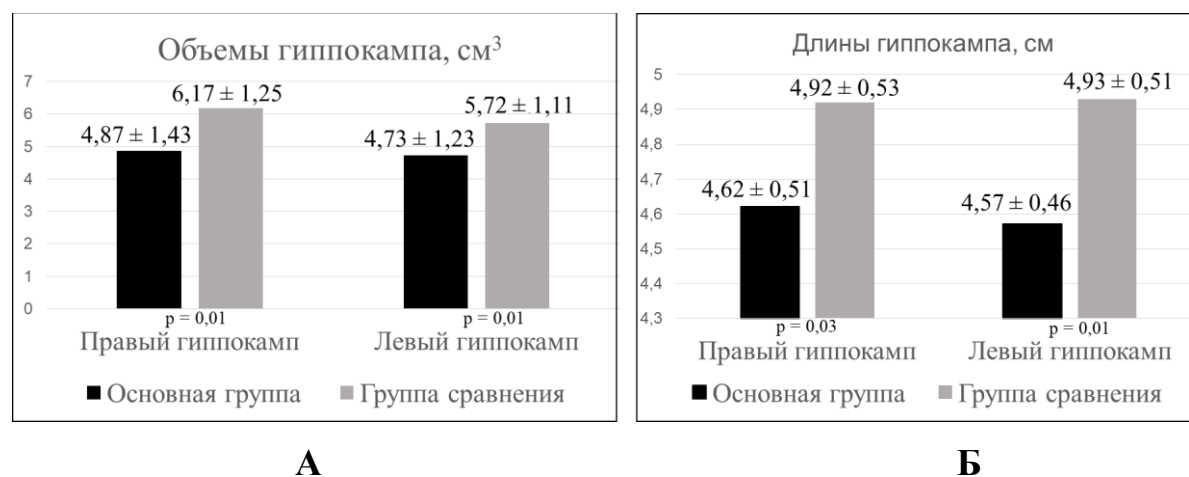 Объемы гиппокампа, см³
7
6
5
4
3
2
1
0
4,87 ± 1,43
6,17 ± 1,25
4,73 ± 1,23
5,72 ± 1,11
p = 0,01
p = 0,01
Правый гиппокамп
Левый гиппокамп
Основная группа
Группа сравнения
А
Длины гиппокампа, см
5
4,9
4,8
4,7
4,6
4,5
4,4
4,3
4,62 ± 0,51
4,92 ± 0,53
4,57 ± 0,46
4,93 ± 0,51
p = 0,03
p = 0,01
Правый гиппокамп
Левый гиппокамп
Основная группа
Группа сравнения
Б